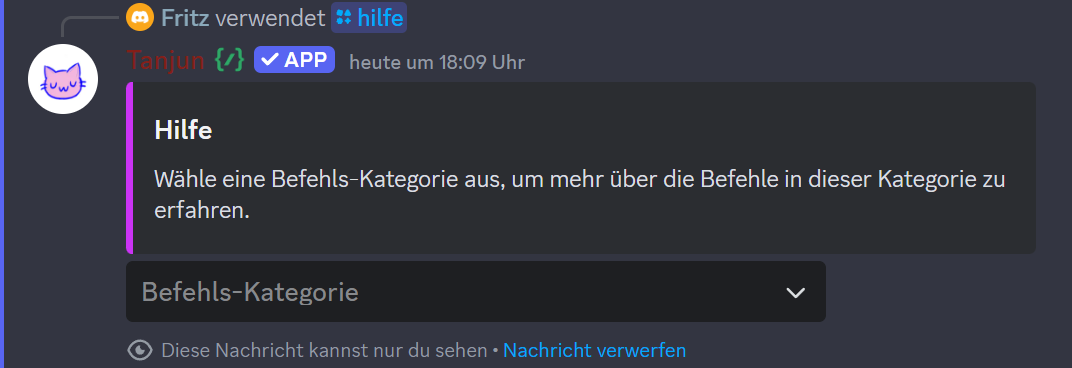 Fritz verwendet hilfe
Tanjun {/} APP heute um 18:09 Uhr
Hilfe
Wähle eine Befehls-Kategorie aus, um mehr über die Befehle in dieser Kategorie zu
erfahren.
Befehls-Kategorie
Diese Nachricht kannst nur du sehen • Nachricht verwerfen